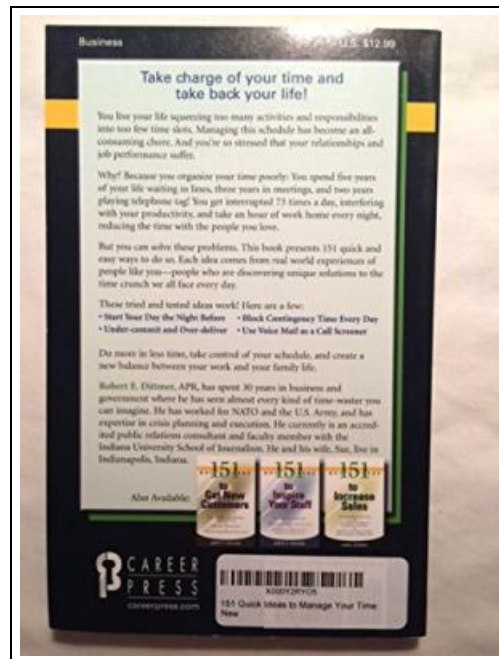 Business
U.S. $12.99
Take charge of your time and
take back your life!
You live your life squeezing too many activities and responsibilities
into too few time slots. Managing this schedule has become an all-
consuming chore. And you're so stressed that your relationships and
job performance suffer.
Why? Because you organize your time poorly: You spend five years
of your life waiting in lines, three years in meetings, and two years
playing telephone tag! You get interrupted 73 times a day, interfering
with your productivity, and take an hour of work home every night,
reducing the time with the people you love.
But you can solve these problems. This book presents 151 quick and
easy ways to do so. Each idea comes from real world experiences of
people like you—people who are discovering unique solutions to the
time crunch we all face every day.
These tried and tested ideas work! Here are a few:
• Start Your Day the Night Before • Block Contingency Time Every Day
• Under-commit and Over-deliver • Use Voice Mail as a Call Screener
Do more in less time, take control of your schedule, and create a
new balance between your work and your family life.
Robert E. Dittmer, APR, has spent 30 years in business and
government where he has seen almost every kind of time-waster you
can imagine. He has worked for NATO and the U.S. Army, and has
expertise in crisis planning and execution. He currently is an accred-
ited public relations consultant and faculty member with the
Indiana University School of Journalism. He and his wife, Sue, live in
Indianapolis, Indiana.
Also Available:
151
to
Get New
Customers
151
to
Inspire
Your Staff
151
to
Increase
Sales
CAREER
PRESS
careerpress.com
X000Y2RYO5
151 Quick Ideas to Manage Your Time
New